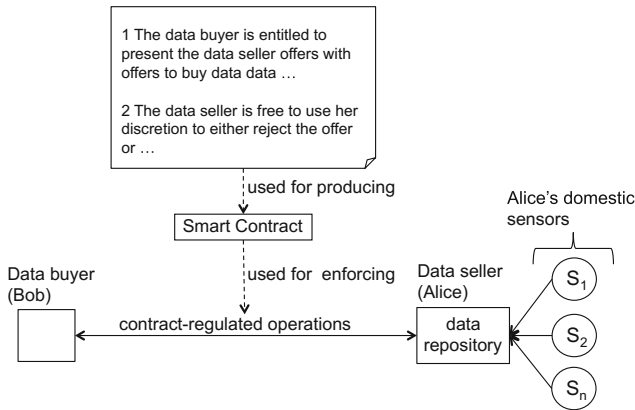 1 The data buyer is entitled to
present the data seller offers with
offers to buy data data ...
2 The data seller is free to use her
discretion to either reject the offer
or ...
used for producing
Smart Contract
used for enforcing
Data buyer
(Bob)
contract-regulated operations
Data seller
(Alice)
data
repository
Alice's domestic
sensors
S1
S2
Sn